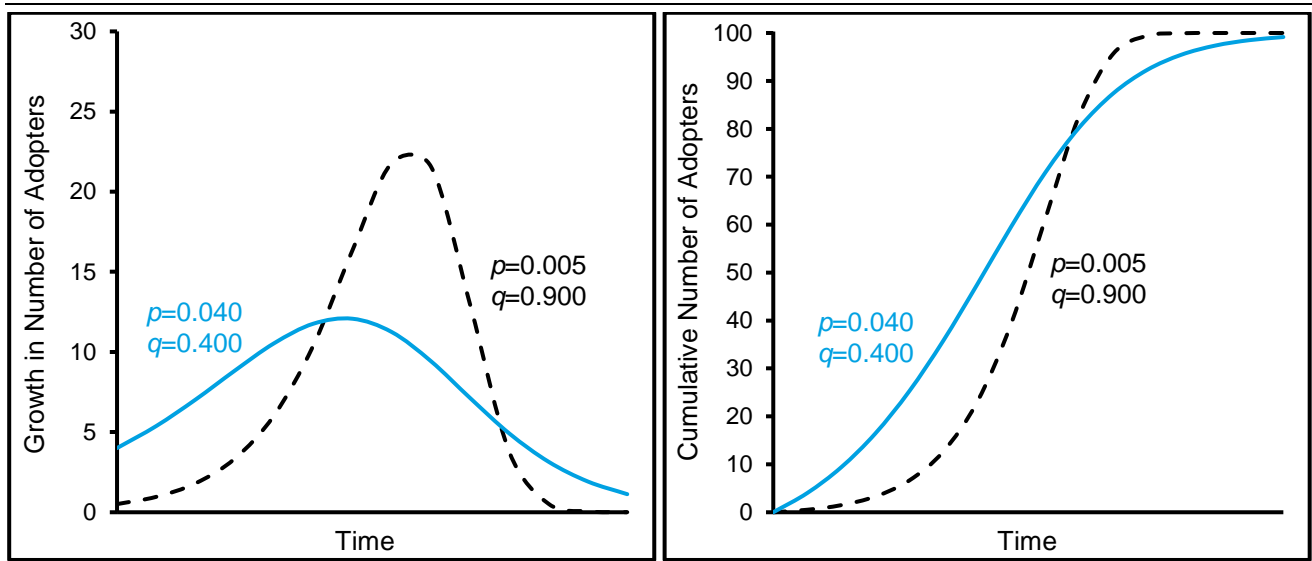 Growth in Number of Adopters
30
25
20
15
10
5
0
p=0.040
q=0.400
p=0.005
q=0.900
Time
Cumulative Number of Adopters
100
90
80
70
60
50
40
30
20
10
0
p=0.040
q=0.400
p=0.005
q=0.900
Time